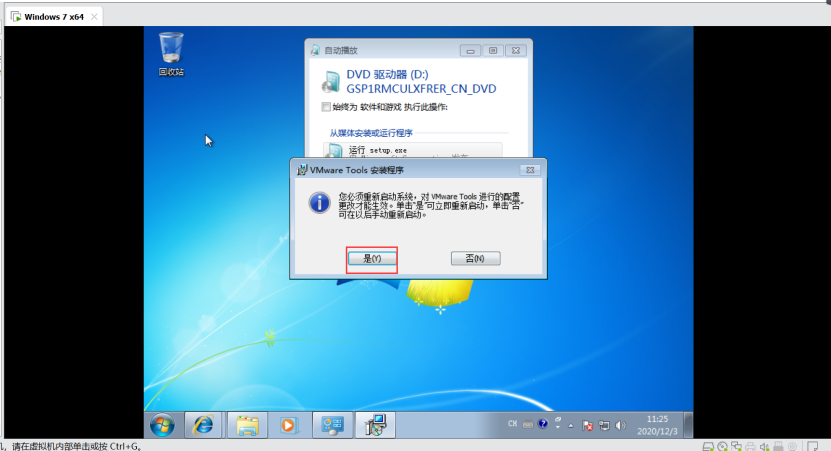 Windows 7 x64
回收站
自动播放
DVD 驱动器 (D:)
GSP1RMCULXFRER_CN_DVD
始终为 软件和游戏 执行此操作:
从媒体安装或运行程序
运行 setup.exe
VMware Tools 安装程序
您必须重新启动系统，对 VMware Tools 进行的配置
更改才能生效。单击“是”可立即重新启动，单击“否”
可在以后手动重新启动。
是(Y)
否(N)
CH
11:25
2020/12/3
机，请在虚拟机内部单击或按 Ctrl+G。